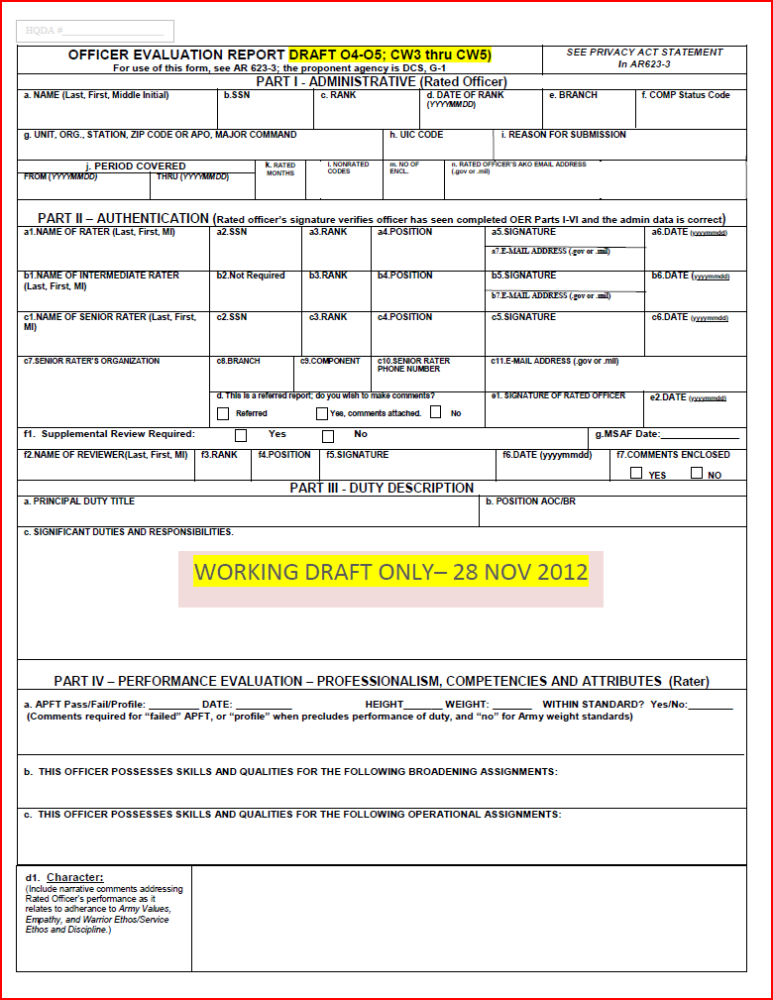 HQDA #____________________
OFFICER EVALUATION REPORT DRAFT O4-O5; CW3 thru CW5)
For use of this form, see AR 623-3; the proponent agency is DCS, G-1
SEE PRIVACY ACT STATEMENT
In AR623-3
PART I - ADMINISTRATIVE (Rated Officer)
a. NAME (Last, First, Middle Initial)
b.SSN
c. RANK
d. DATE OF RANK
(YYYYMMDD)
e. BRANCH
f. COMP Status Code
g. UNIT, ORG., STATION, ZIP CODE OR APO, MAJOR COMMAND
h. UIC CODE
i. REASON FOR SUBMISSION
j. PERIOD COVERED
FROM (YYYYMMDD)
THRU (YYYYMMDD)
k. RATED
MONTHS
l. NONRATED
CODES
m. NO OF
ENCL.
n. RATED OFFICER'S AKO EMAIL ADDRESS
(.gov or .mil)
PART II – AUTHENTICATION (Rated officer's signature verifies officer has seen completed OER Parts I-VI and the admin data is correct)
a1.NAME OF RATER (Last, First, MI)
a2.SSN
a3.RANK
a4.POSITION
a5.SIGNATURE
a6.DATE (yyyymmdd)
a7.E-MAIL ADDRESS (.gov or .mil)
b1.NAME OF INTERMEDIATE RATER
(Last, First, MI)
b2.Not Required
b3.RANK
b4.POSITION
b5.SIGNATURE
b6.DATE (yyyymmdd)
b7.E-MAIL ADDRESS (.gov or .mil)
c1.NAME OF SENIOR RATER (Last, First,
MI)
c2.SSN
c3.RANK
c4.POSITION
c5.SIGNATURE
c6.DATE (yyyymmdd)
c7.SENIOR RATER'S ORGANIZATION
c8.BRANCH
c9.COMPONENT
c10.SENIOR RATER
PHONE NUMBER
c11.E-MAIL ADDRESS (.gov or .mil)
d. This is a referred report; do you wish to make comments?
Referred
Yes, comments attached.
No
e1. SIGNATURE OF RATED OFFICER
e2.DATE (yyyymmdd)
f1. Supplemental Review Required:
Yes
No
g.MSAF Date:_______________
f2.NAME OF REVIEWER(Last, First, MI)
f3.RANK
f4.POSITION
f5.SIGNATURE
f6.DATE (yyyymmdd)
f7.COMMENTS ENCLOSED
YES
NO
PART III - DUTY DESCRIPTION
a. PRINCIPAL DUTY TITLE
b. POSITION AOC/BR
c. SIGNIFICANT DUTIES AND RESPONSIBILITIES.
WORKING DRAFT ONLY– 28 NOV 2012
PART IV – PERFORMANCE EVALUATION – PROFESSIONALISM, COMPETENCIES AND ATTRIBUTES (Rater)
a. APFT Pass/Fail/Profile: _________ DATE: __________ HEIGHT_______ WEIGHT: _______ WITHIN STANDARD? Yes/No:________
(Comments required for “failed” APFT, or “profile” when precludes performance of duty, and “no” for Army weight standards)
b. THIS OFFICER POSSESSES SKILLS AND QUALITIES FOR THE FOLLOWING BROADENING ASSIGNMENTS:
c. THIS OFFICER POSSESSES SKILLS AND QUALITIES FOR THE FOLLOWING OPERATIONAL ASSIGNMENTS:
d1. Character:
(Include narrative comments addressing
Rated Officer's performance as it
relates to adherance to Army Values,
Empathy, and Warrior Ethos/Service
Ethos and Discipline.)